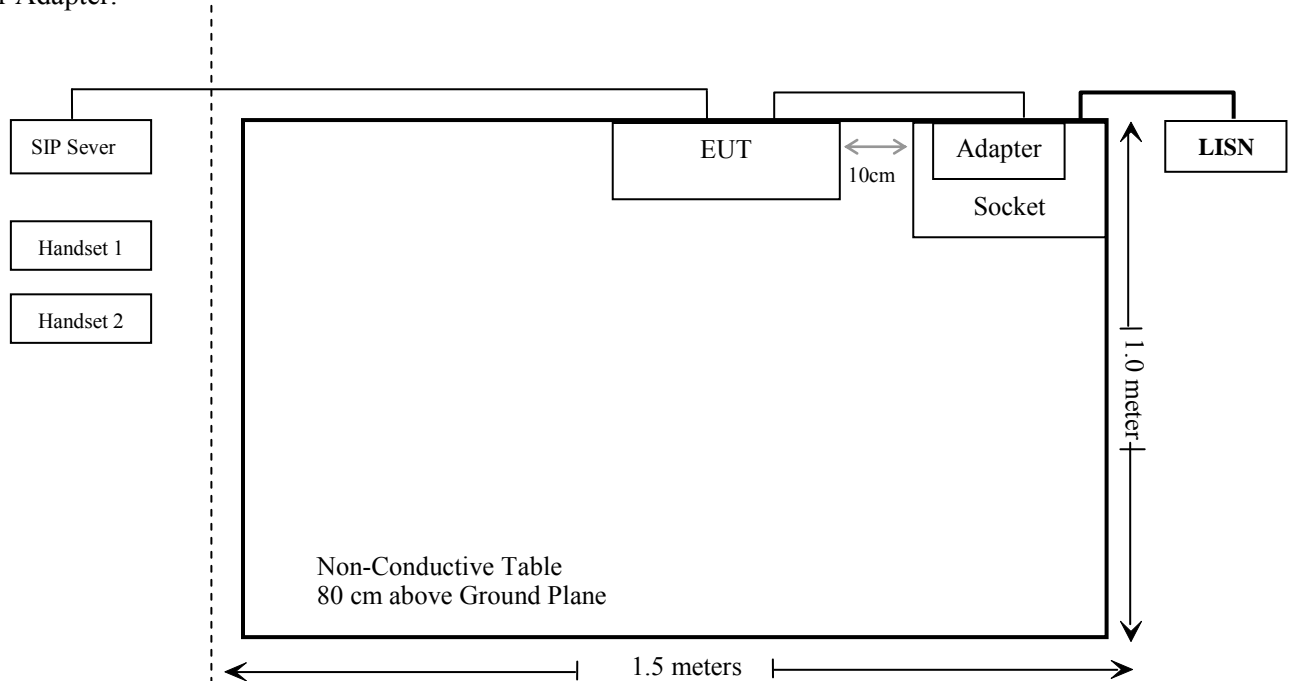 Adapter.
SIP Sever
EUT
Adapter
LISN
10cm
Socket
Handset 1
Handset 2
1.0 meter
Non-Conductive Table
80 cm above Ground Plane
1.5 meters